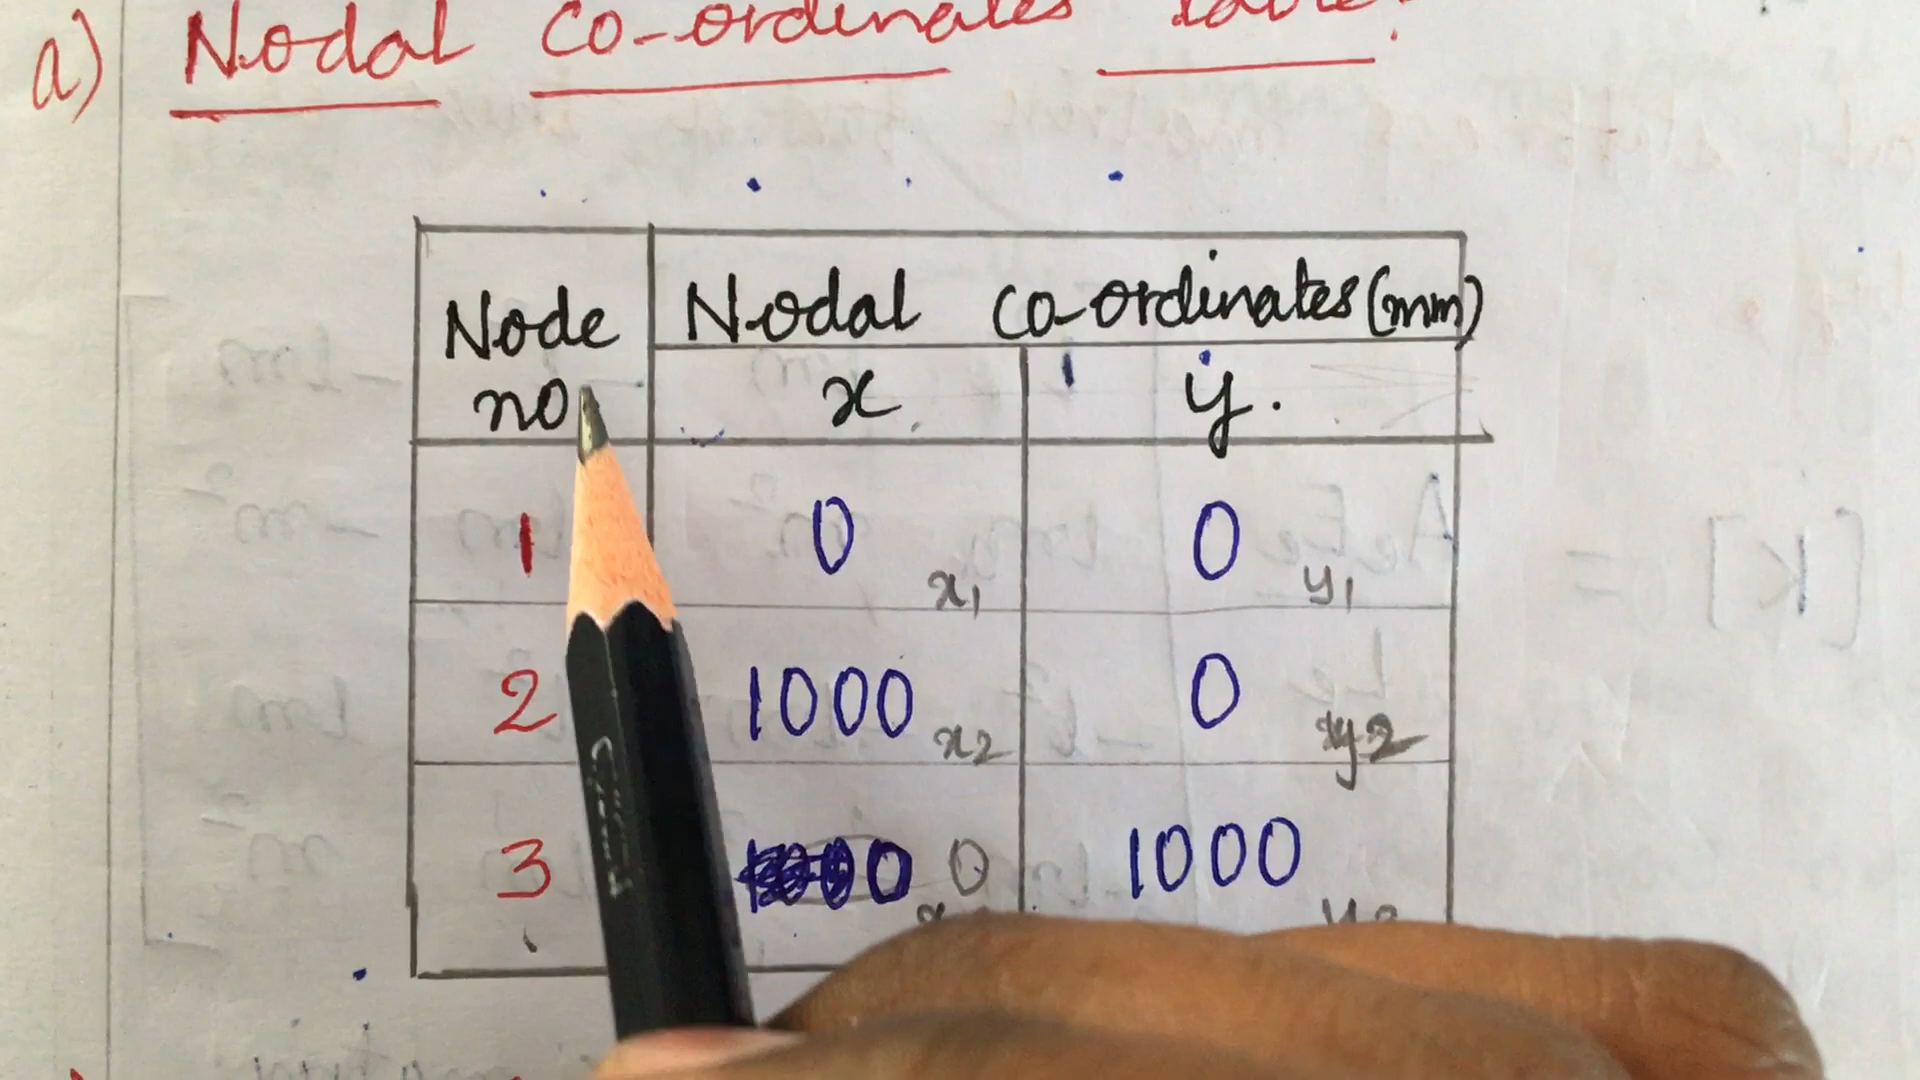 a) Nodal co-ordinates table:
Node no
Nodal co-ordinates (mm)
x y.
1 0 x1 0 y1
2 1000 x2 0 y2
3 0 1000